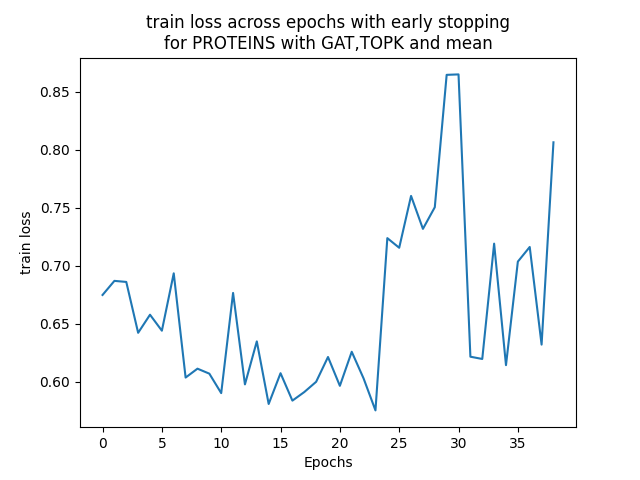 train loss across epochs with early stopping
for PROTEINS with GAT,TOPK and mean
0.85
0.80
0.75
0.70
0.65
0.60
train loss
0 5 10 15 20 25 30 35
Epochs